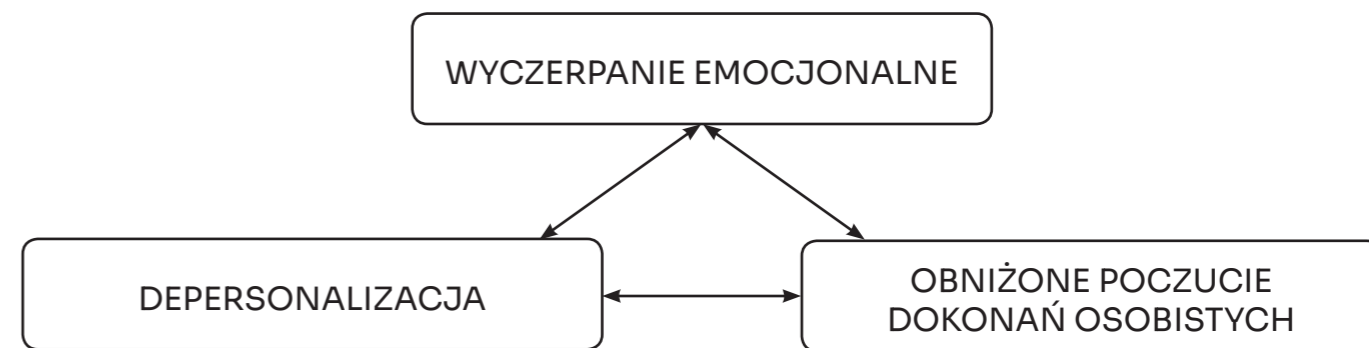 WYCZERPANIE EMOCJONALNE
DEPERSONALIZACJA
OBNIŻONE POCZUCIE
DOKONAŃ OSOBISTYCH